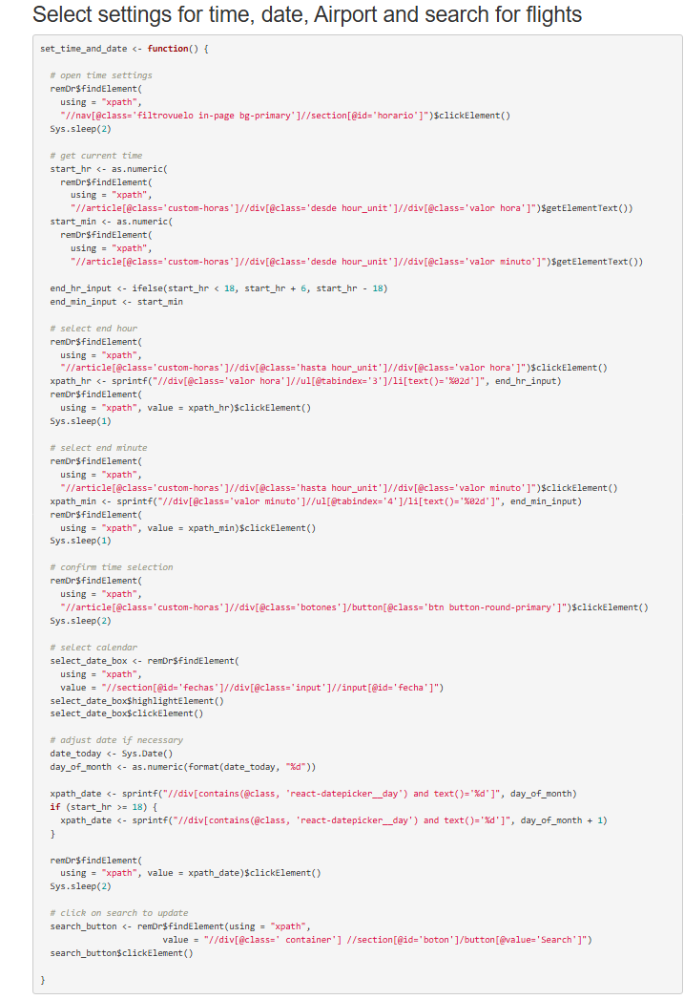 Select settings for time, date, Airport and search for flights
set_time_and_date <- function() {
# open time settings
remDr$findElement(
using = "xpath",
"//nav[@class='filtrovuelo in-page bg-primary']//section[@id='horario']")$clickElement()
Sys.sleep(2)
# get current time
start_hr <- as.numeric(
remDr$findElement(
using = "xpath",
"//article[@class='custom-horas']//div[@class='desde hour_unit']//div[@class='valor hora']")$getElementText())
start_min <- as.numeric(
remDr$findElement(
using = "xpath",
"//article[@class='custom-horas']//div[@class='desde hour_unit']//div[@class='valor minuto']")$getElementText())
end_hr_input <- ifelse(start_hr < 18, start_hr + 6, start_hr - 18)
end_min_input <- start_min
# select end hour
remDr$findElement(
using = "xpath",
"//article[@class='custom-horas']//div[@class='hasta hour_unit']//div[@class='valor hora']")$clickElement()
xpath_hr <- sprintf("//div[@class='valor hora']//ul[@tabindex='3']/li[text()='%02d']", end_hr_input)
remDr$findElement(
using = "xpath", value = xpath_hr)$clickElement()
Sys.sleep(1)
# select end minute
remDr$findElement(
using = "xpath",
"//article[@class='custom-horas']//div[@class='hasta hour_unit']//div[@class='valor minuto']")$clickElement()
xpath_min <- sprintf("//div[@class='valor minuto']//ul[@tabindex='4']/li[text()='%02d']", end_min_input)
remDr$findElement(
using = "xpath", value = xpath_min)$clickElement()
Sys.sleep(1)
# confirm time selection
remDr$findElement(
using = "xpath",
"//article[@class='custom-horas']//div[@class='botones']/button[@class='btn button-round-primary']")$clickElement()
Sys.sleep(2)
# select calendar
select_date_box <- remDr$findElement(
using = "xpath",
value = "//section[@id='fechas']//div[@class='input']//input[@id='fecha']")
select_date_box$highlightElement()
select_date_box$clickElement()
# adjust date if necessary
date_today <- Sys.Date()
day_of_month <- as.numeric(format(date_today, "%d"))
xpath_date <- sprintf("//div[contains(@class, 'react-datepicker__day') and text()='%d']", day_of_month)
if (start_hr >= 18) {
xpath_date <- sprintf("//div[contains(@class, 'react-datepicker__day') and text()='%d']", day_of_month + 1)
}
remDr$findElement(
using = "xpath", value = xpath_date)$clickElement()
Sys.sleep(2)
# click on search to update
search_button <- remDr$findElement(using = "xpath",
value = "//div[@class=' container'] //section[@id='boton']/button[@value='Search']")
search_button$clickElement()
}